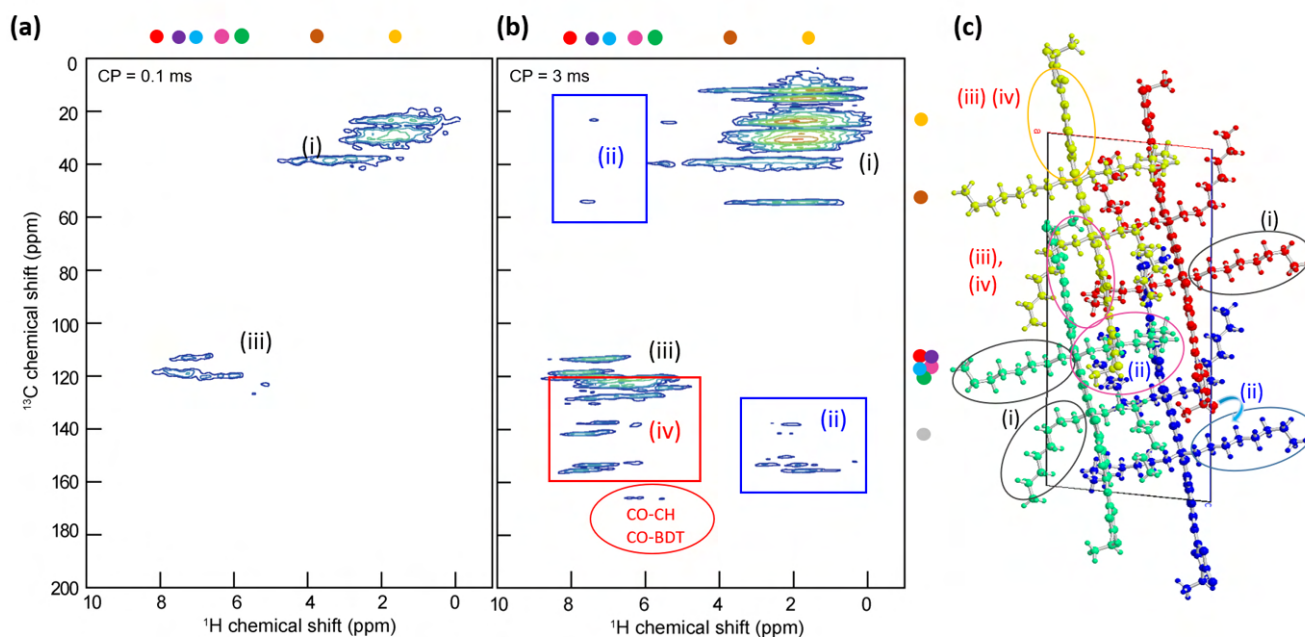 (a)
CP = 0.1 ms
(i)
(iii)
0
20
40
60
80
100
120
140
160
180
200
10
8
6
4
2
0
¹³C chemical shift (ppm)
¹H chemical shift (ppm)
(b)
CP = 3 ms
(ii)
(i)
(iii)
(iv)
(ii)
CO-CH
CO-BDT
10
8
6
4
2
0
¹H chemical shift (ppm)
(c)
(iii) (iv)
(i)
(iii),
(iv)
(ii)
(ii)
(i)